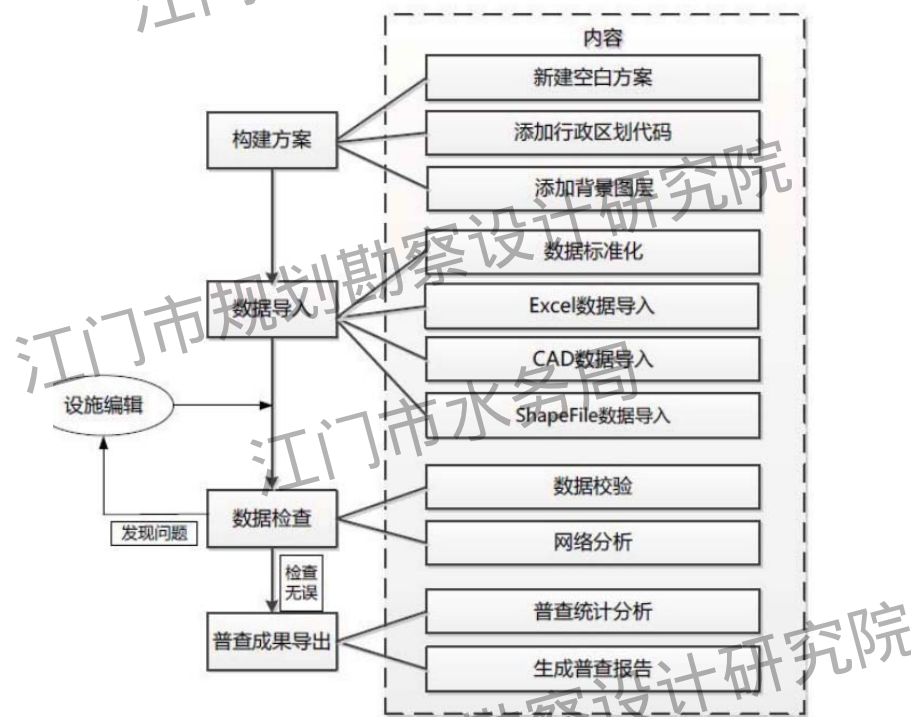 内容
新建空白方案
构建方案
添加行政区划代码
添加背景图层
数据标准化
数据导入
Excel数据导入
CAD数据导入
ShapeFile数据导入
设施编辑
数据校验
数据检查
发现问题
网络分析
检查
无误
普查统计分析
普查成果导出
生成普查报告
江门市规划勘察设计研究院
江门市水务局
勘察设计研究院